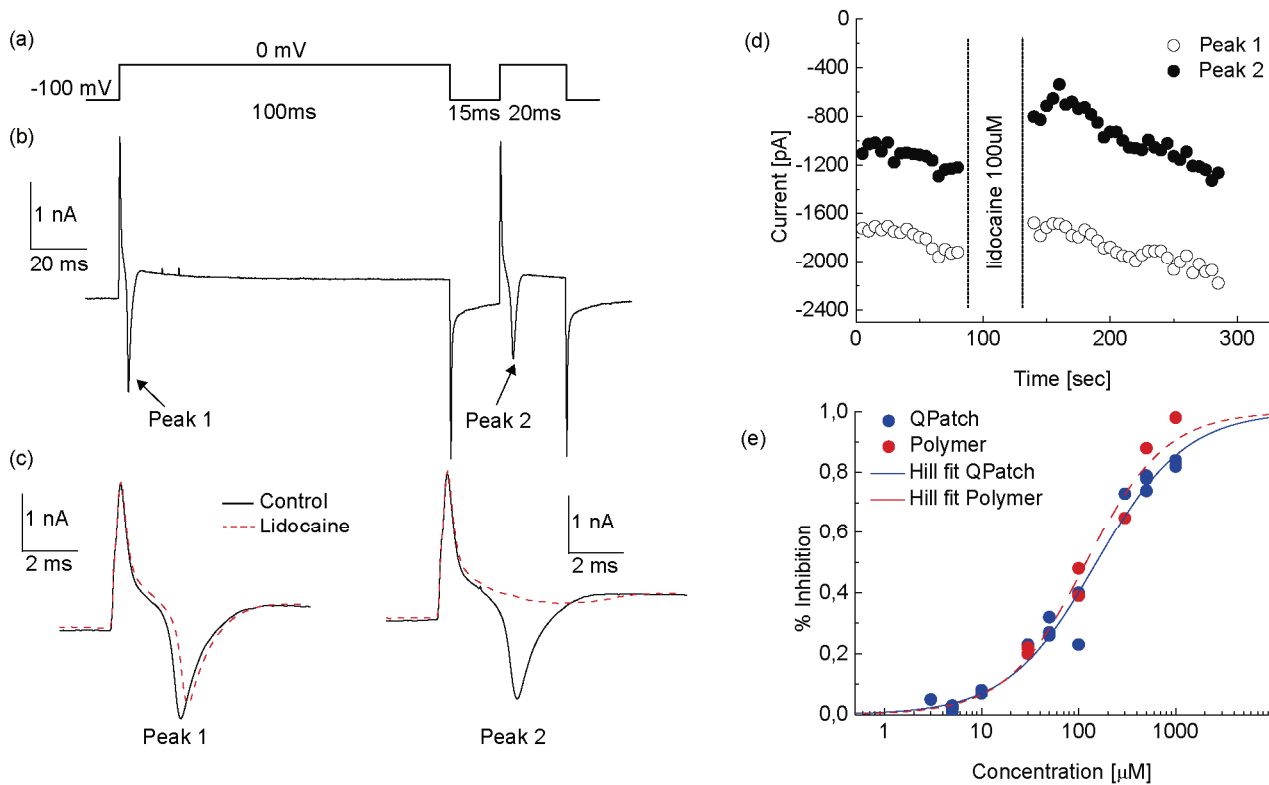 (a)
0 mV
-100 mV
100ms
15ms
20ms
(b)
1 nA
20 ms
Peak 1
Peak 2
(c)
1 nA
2 ms
Control
Lidocaine
1 nA
2 ms
Peak 1
Peak 2
(d)
0
-400
-800
-1200
-1600
-2000
-2400
Current [pA]
Peak 1
Peak 2
lidocaine 100uM
0
100
200
300
Time [sec]
(e)
1,0
0,8
0,6
0,4
0,2
0,0
% Inhibition
QPatch
Polymer
Hill fit QPatch
Hill fit Polymer
1
10
100
1000
Concentration [µM]